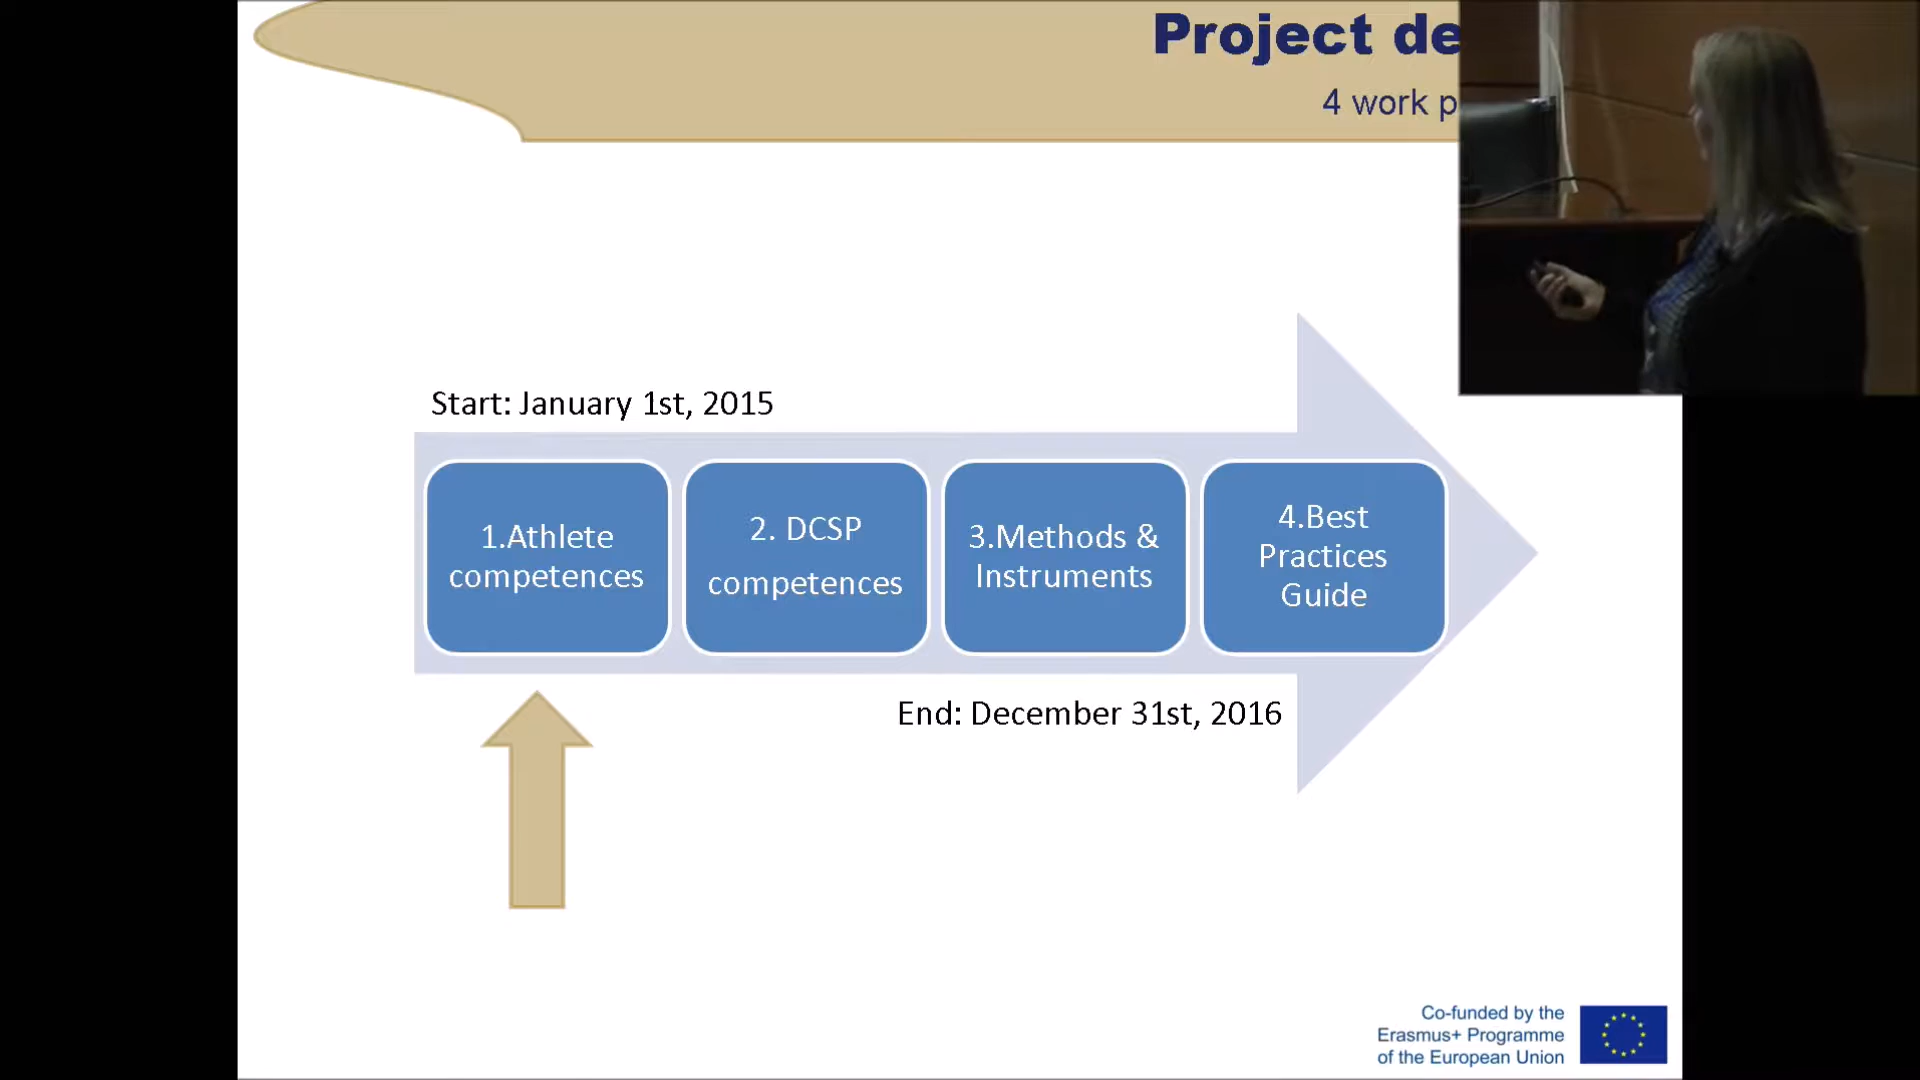 Project de
4 work p
Start: January 1st, 2015
1.Athlete
competences
2. DCSP
competences
3.Methods &
Instruments
4.Best
Practices
Guide
End: December 31st, 2016
Co-funded by the
Erasmus+ Programme
of the European Union